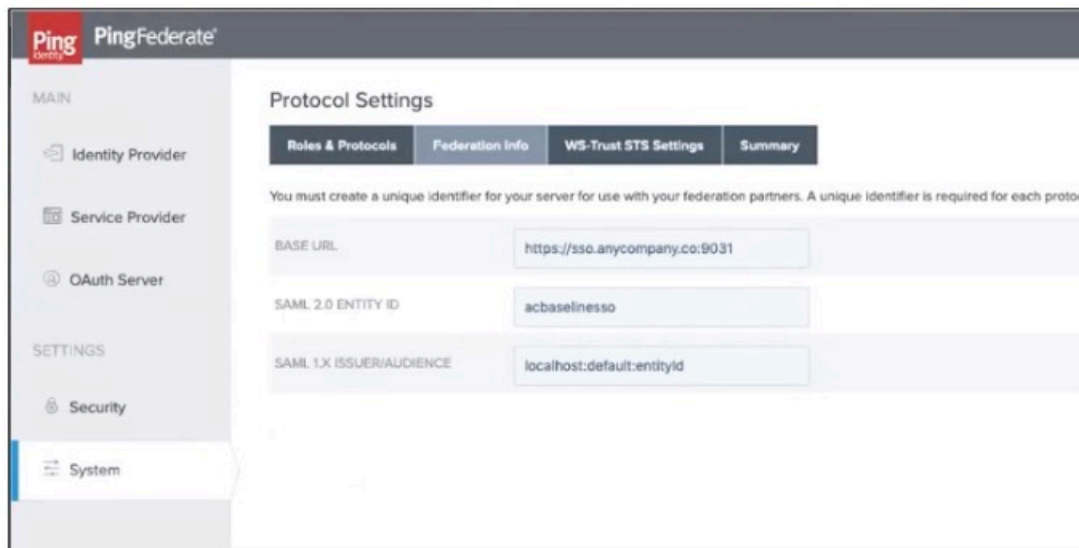 Ping
Identity
PingFederate®
MAIN
Identity Provider
Service Provider
OAuth Server
SETTINGS
Security
System
Protocol Settings
Roles & Protocols Federation Info WS-Trust STS Settings Summary
You must create a unique identifier for your server for use with your federation partners. A unique identifier is required for each proto
BASE URL https://sso.anycompany.co:9031
SAML 2.0 ENTITY ID acbaselinesso
SAML 1.X ISSUER/AUDIENCE localhost:default:entityId